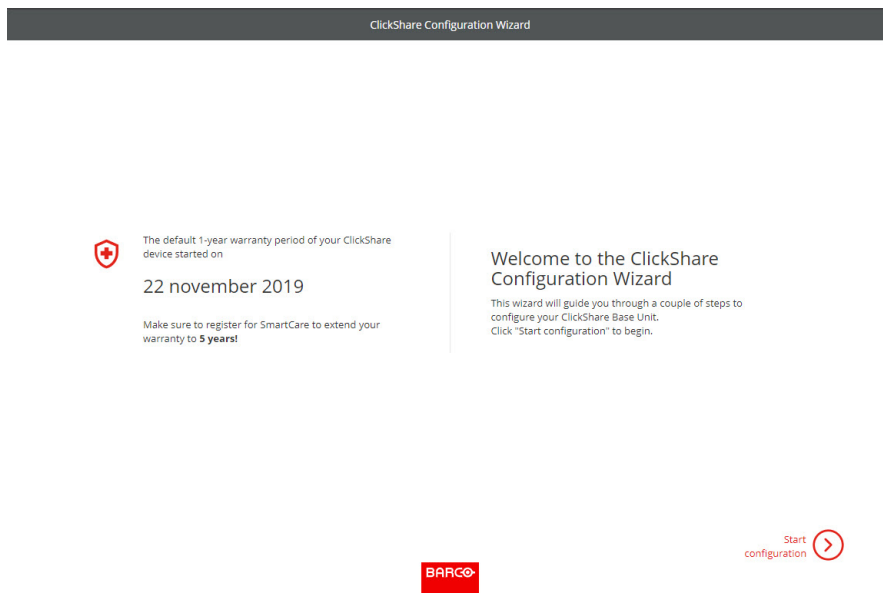 ClickShare Configuration Wizard
The default 1-year warranty period of your ClickShare
device started on
22 november 2019
Make sure to register for SmartCare to extend your
warranty to 5 years!
Welcome to the ClickShare
Configuration Wizard
This wizard will guide you through a couple of steps to
configure your ClickShare Base Unit.
Click "Start configuration" to begin.
Start
configuration
BARCO